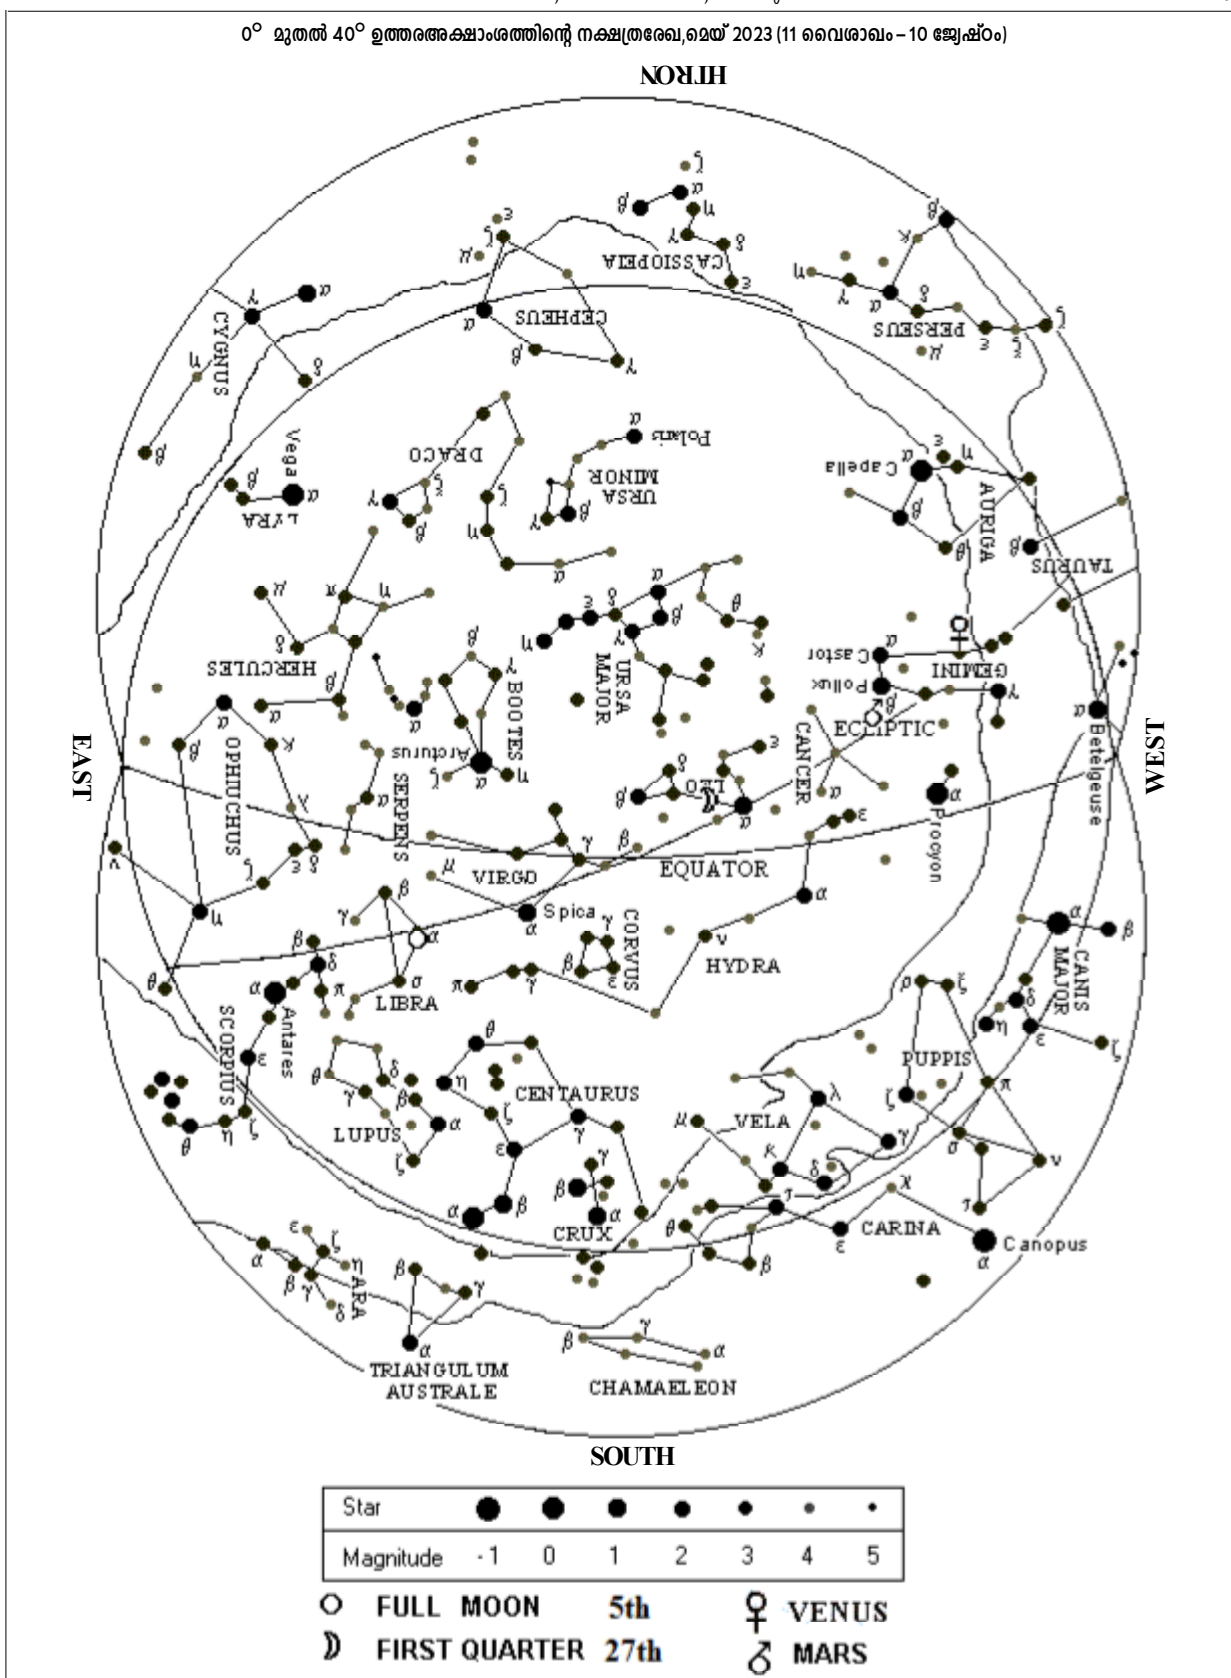 0° മുതൽ 40° ഉത്തരഅക്ഷാംശത്തിന്റെ നക്ഷത്രരേഖ,മെയ് 2023 (11 വൈശാഖം – 10 ജ്യേഷ്ഠം)
NORTH
CASSIOPEIA
CEPHEUS
PERSEUS
CYGNUS
Vega
LYRA
DRACO
Polaris
URSA
MINOR
Capella
AURIGA
TAURUS
HERCULES
BOOTES
Arcturus
URSA
MAJOR
Castor
Pollux
GEMINI
ECLIPTIC
CANCER
LEO
Betelgeuse
EAST
WEST
OPHIUCHUS
SERPENS
Procyon
VIRGO
EQUATOR
Spica
CORVUS
HYDRA
LIBRA
CANIS
MAJOR
SCORPIUS
Antares
PUPPIS
CENTAURUS
LUPUS
VELA
CRUX
CARINA
Canopus
ARA
TRIANGULUM
AUSTRALE
CHAMAELEON
SOUTH
Star
Magnitude -1 0 1 2 3 4 5
FULL MOON 5th ♀ VENUS
FIRST QUARTER 27th ♂ MARS